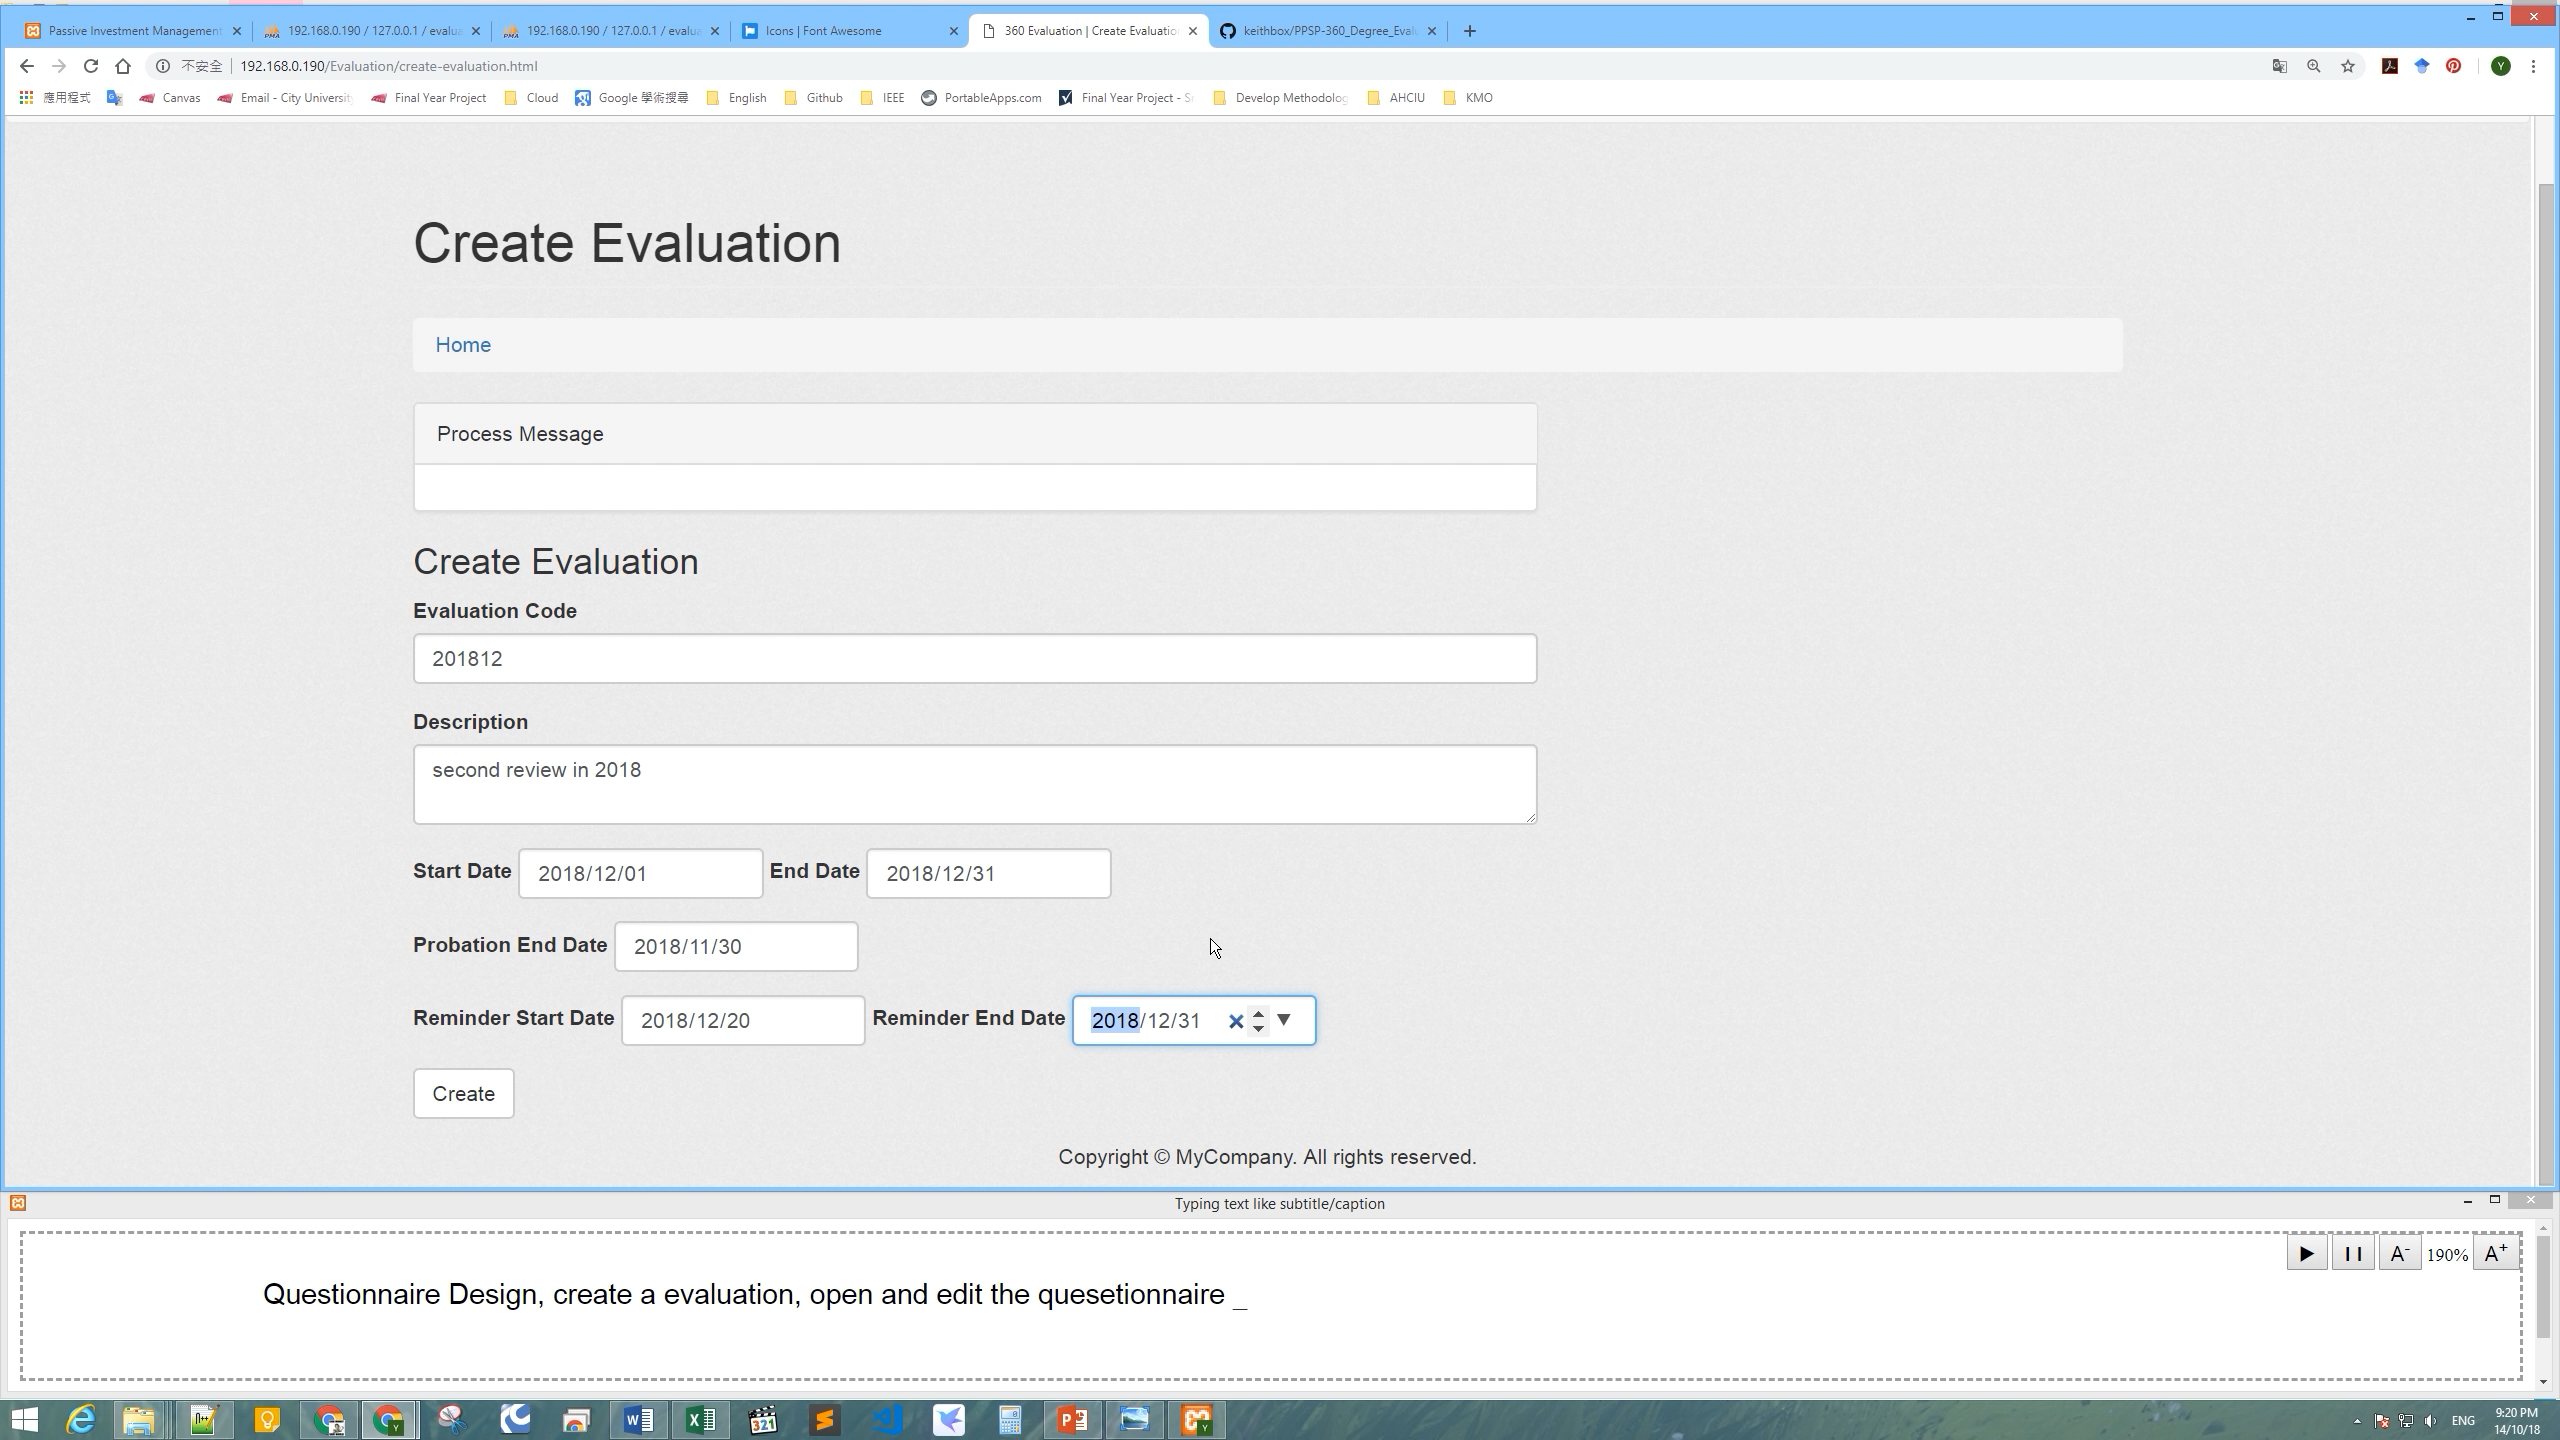 Passive Investment Management
192.168.0.190 / 127.0.0.1 / evalua
192.168.0.190 / 127.0.0.1 / evalua
Icons | Font Awesome
360 Evaluation | Create Evaluation
keithbox/PPSP-360_Degree_Evalu
不安全
192.168.0.190/Evaluation/create-evaluation.html
應用程式
Canvas
Email - City University
Final Year Project
Cloud
Google 學術搜尋
English
Github
IEEE
PortableApps.com
Final Year Project - Sr
Develop Methodolog
AHCIU
KMO
Create Evaluation
Home
Process Message
Create Evaluation
Evaluation Code
201812
Description
second review in 2018
Start Date 2018/12/01 End Date 2018/12/31
Probation End Date 2018/11/30
Reminder Start Date 2018/12/20 Reminder End Date 2018/12/31
Create
Copyright © MyCompany. All rights reserved.
Typing text like subtitle/caption
A- 190% A+
Questionnaire Design, create a evaluation, open and edit the quesetionnaire _
ENG
9:20 PM
14/10/18